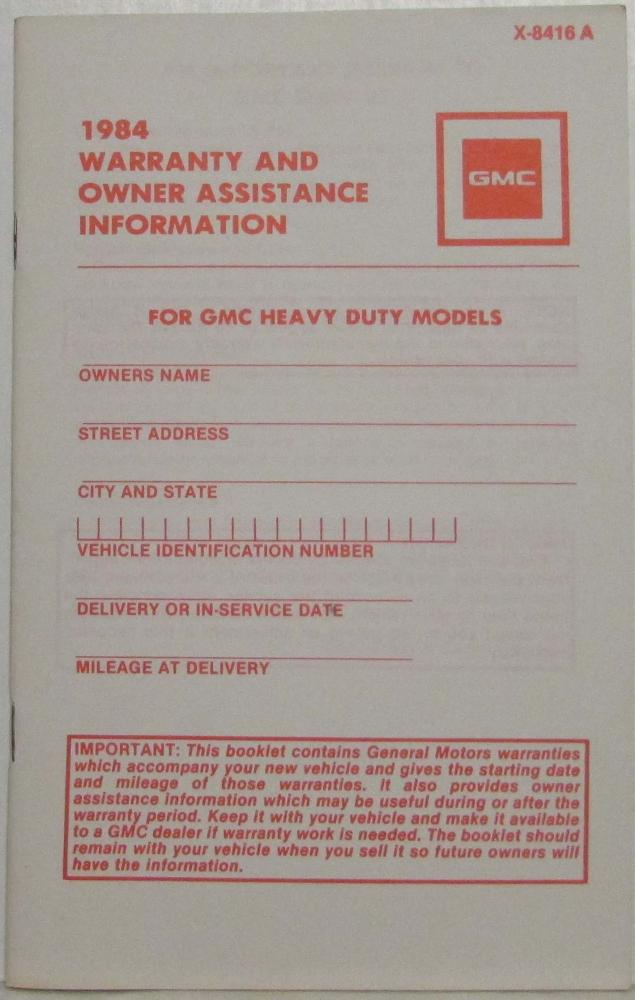 X-8416 A
1984
WARRANTY AND
OWNER ASSISTANCE
INFORMATION
GMC
FOR GMC HEAVY DUTY MODELS
OWNERS NAME
STREET ADDRESS
CITY AND STATE
VEHICLE IDENTIFICATION NUMBER
DELIVERY OR IN-SERVICE DATE
MILEAGE AT DELIVERY
IMPORTANT: This booklet contains General Motors warranties
which accompany your new vehicle and gives the starting date
and mileage of those warranties. It also provides owner
assistance information which may be useful during or after the
warranty period. Keep it with your vehicle and make it available
to a GMC dealer if warranty work is needed. The booklet should
remain with your vehicle when you sell it so future owners will
have the information.